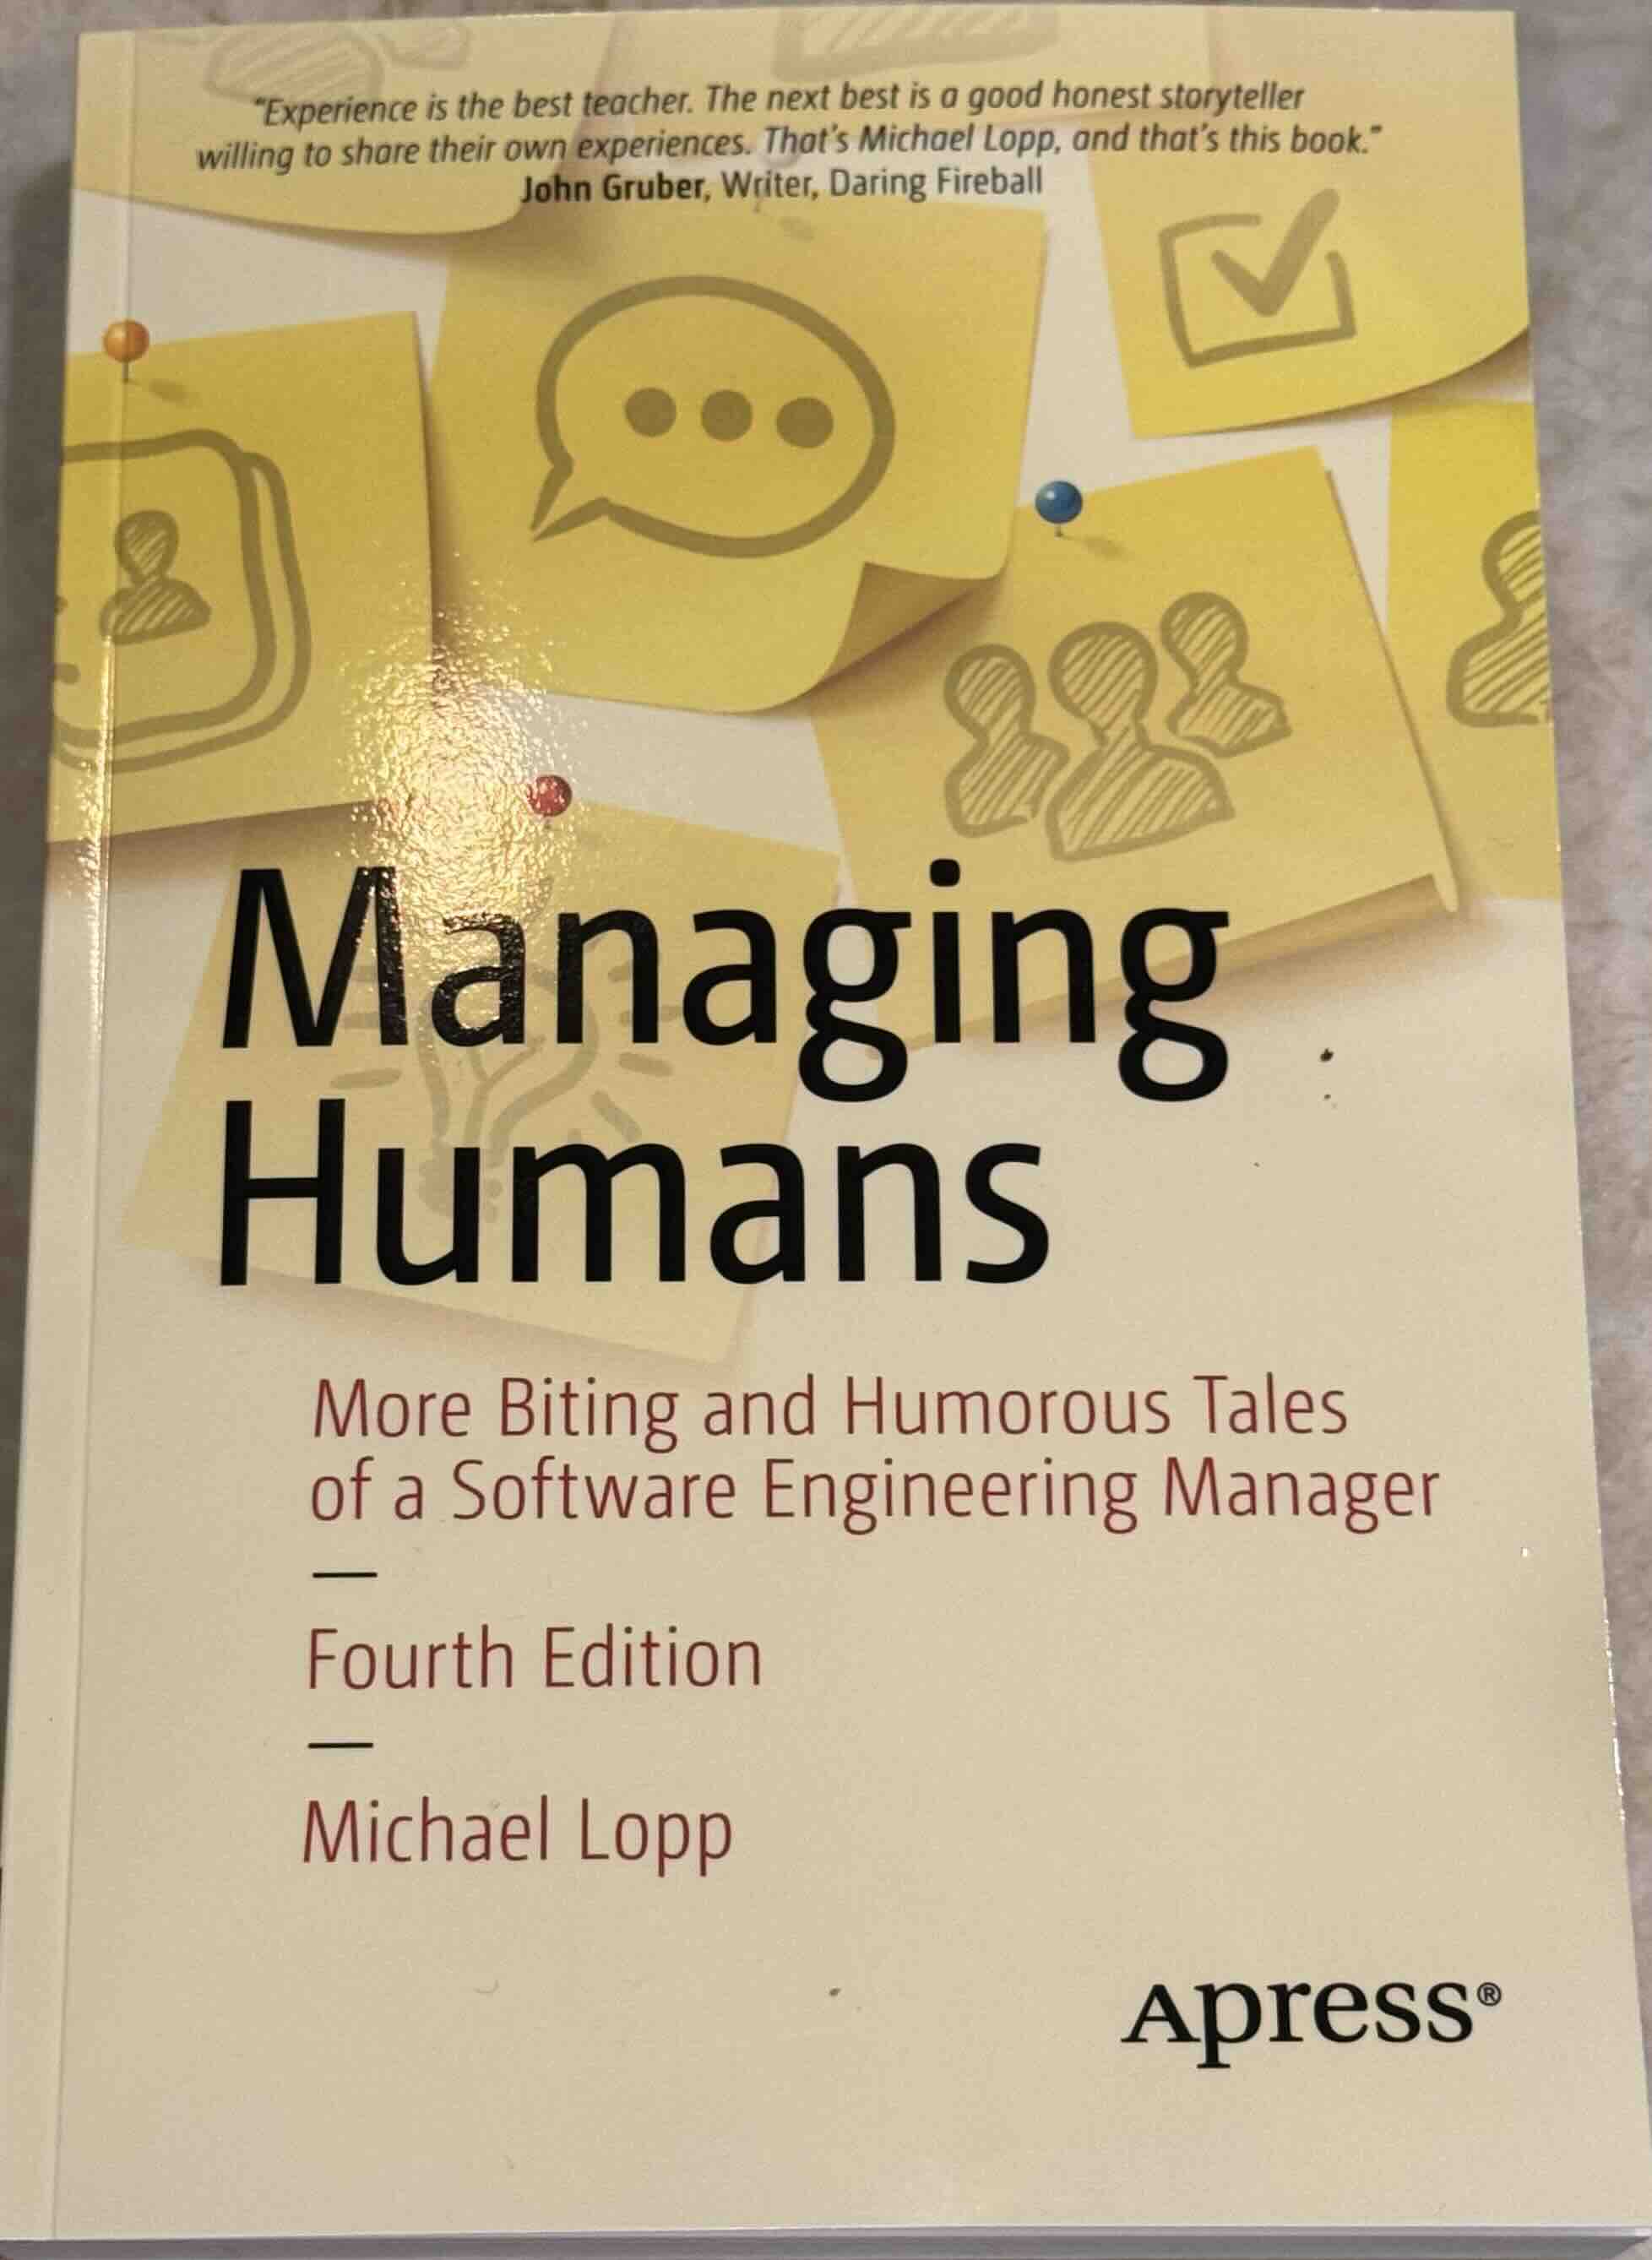 "Experience is the best teacher. The next best is a good honest storyteller
willing to share their own experiences. That's Michael Lopp, and that's this book."
John Gruber, Writer, Daring Fireball
Managing
Humans
More Biting and Humorous Tales
of a Software Engineering Manager
—
Fourth Edition
—
Michael Lopp
Apress®